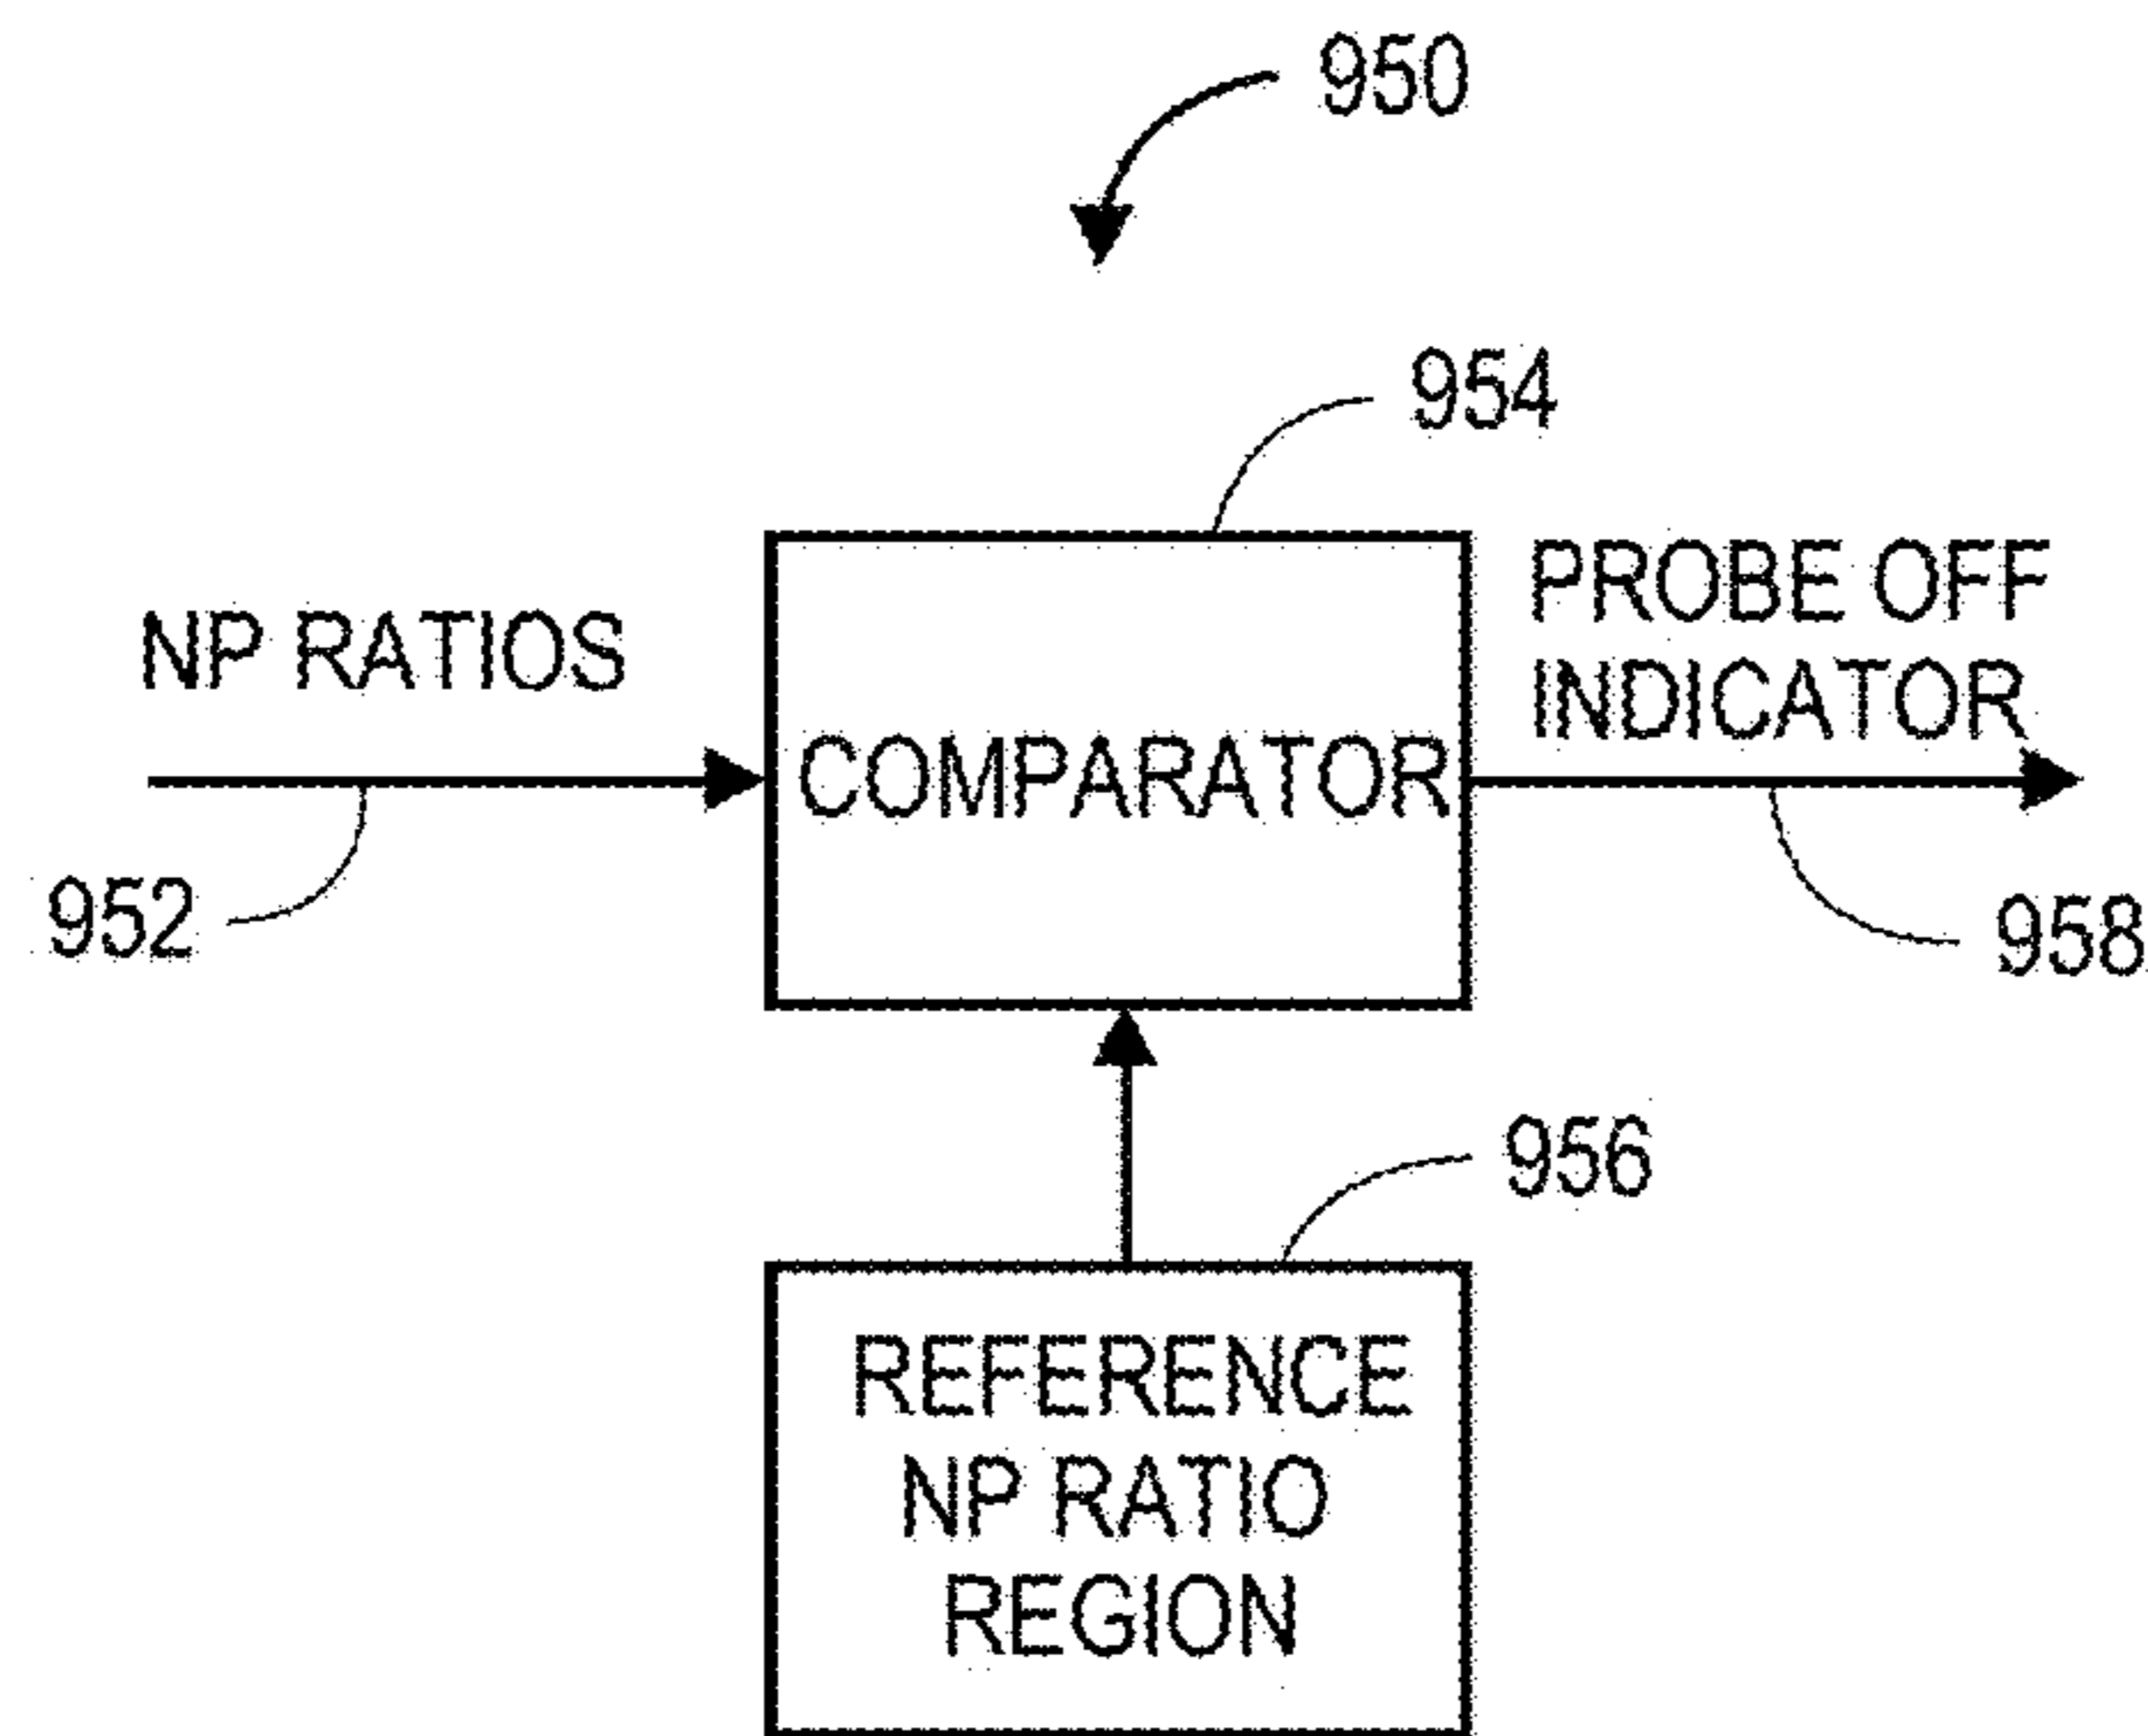 950
954
PROBE OFF
INDICATOR
NP RATIOS
COMPARATOR
952
958
956
REFERENCE
NP RATIO
REGION